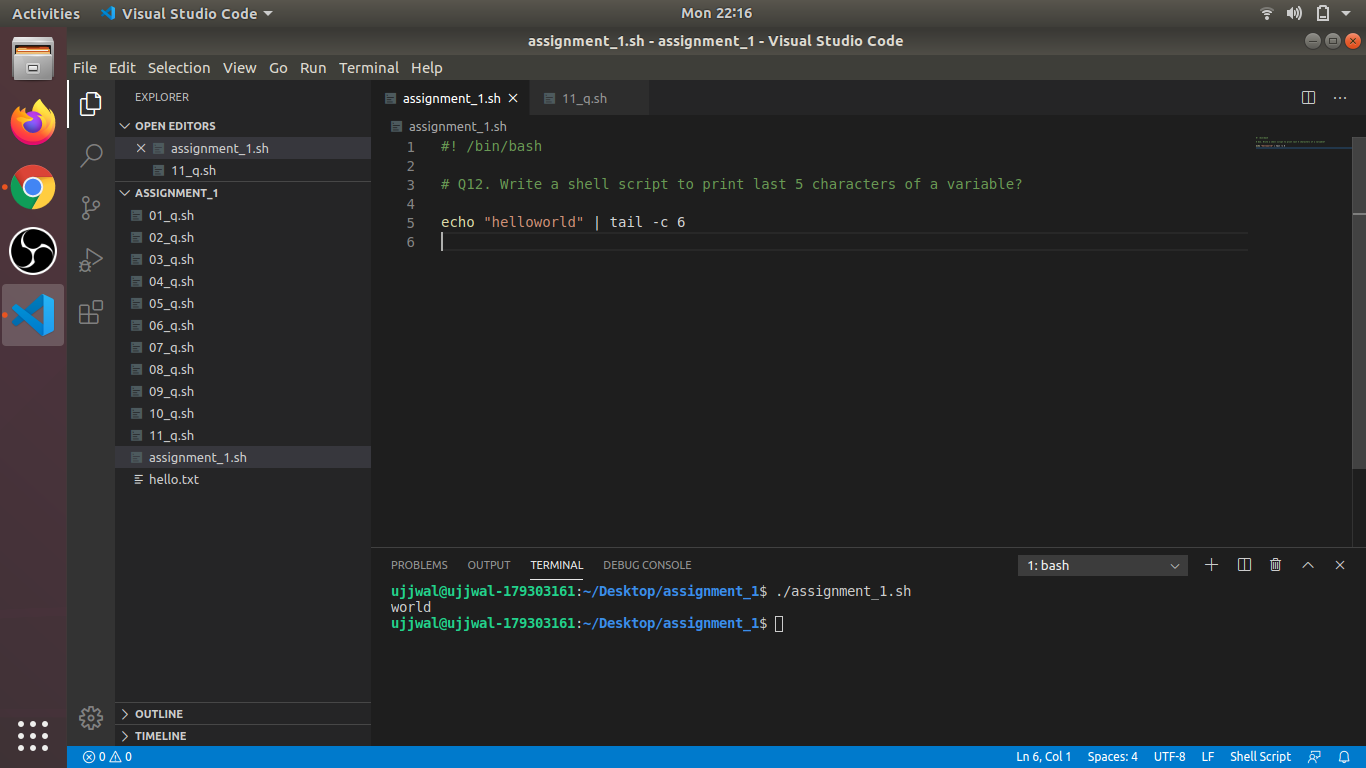 Activities Visual Studio Code Mon 22:16
assignment_1.sh - assignment_1 - Visual Studio Code
File Edit Selection View Go Run Terminal Help
EXPLORER
OPEN EDITORS
assignment_1.sh
11_q.sh
ASSIGNMENT_1
01_q.sh
02_q.sh
03_q.sh
04_q.sh
05_q.sh
06_q.sh
07_q.sh
08_q.sh
09_q.sh
10_q.sh
11_q.sh
assignment_1.sh
hello.txt
OUTLINE
TIMELINE
assignment_1.sh 11_q.sh
assignment_1.sh
1 #! /bin/bash
2
3 # Q12. Write a shell script to print last 5 characters of a variable?
4
5 echo "helloworld" | tail -c 6
6
PROBLEMS OUTPUT TERMINAL DEBUG CONSOLE 1: bash
ujjwal@ujjwal-179303161:~/Desktop/assignment_1$ ./assignment_1.sh
world
ujjwal@ujjwal-179303161:~/Desktop/assignment_1$
0 0 Ln 6, Col 1 Spaces: 4 UTF-8 LF Shell Script